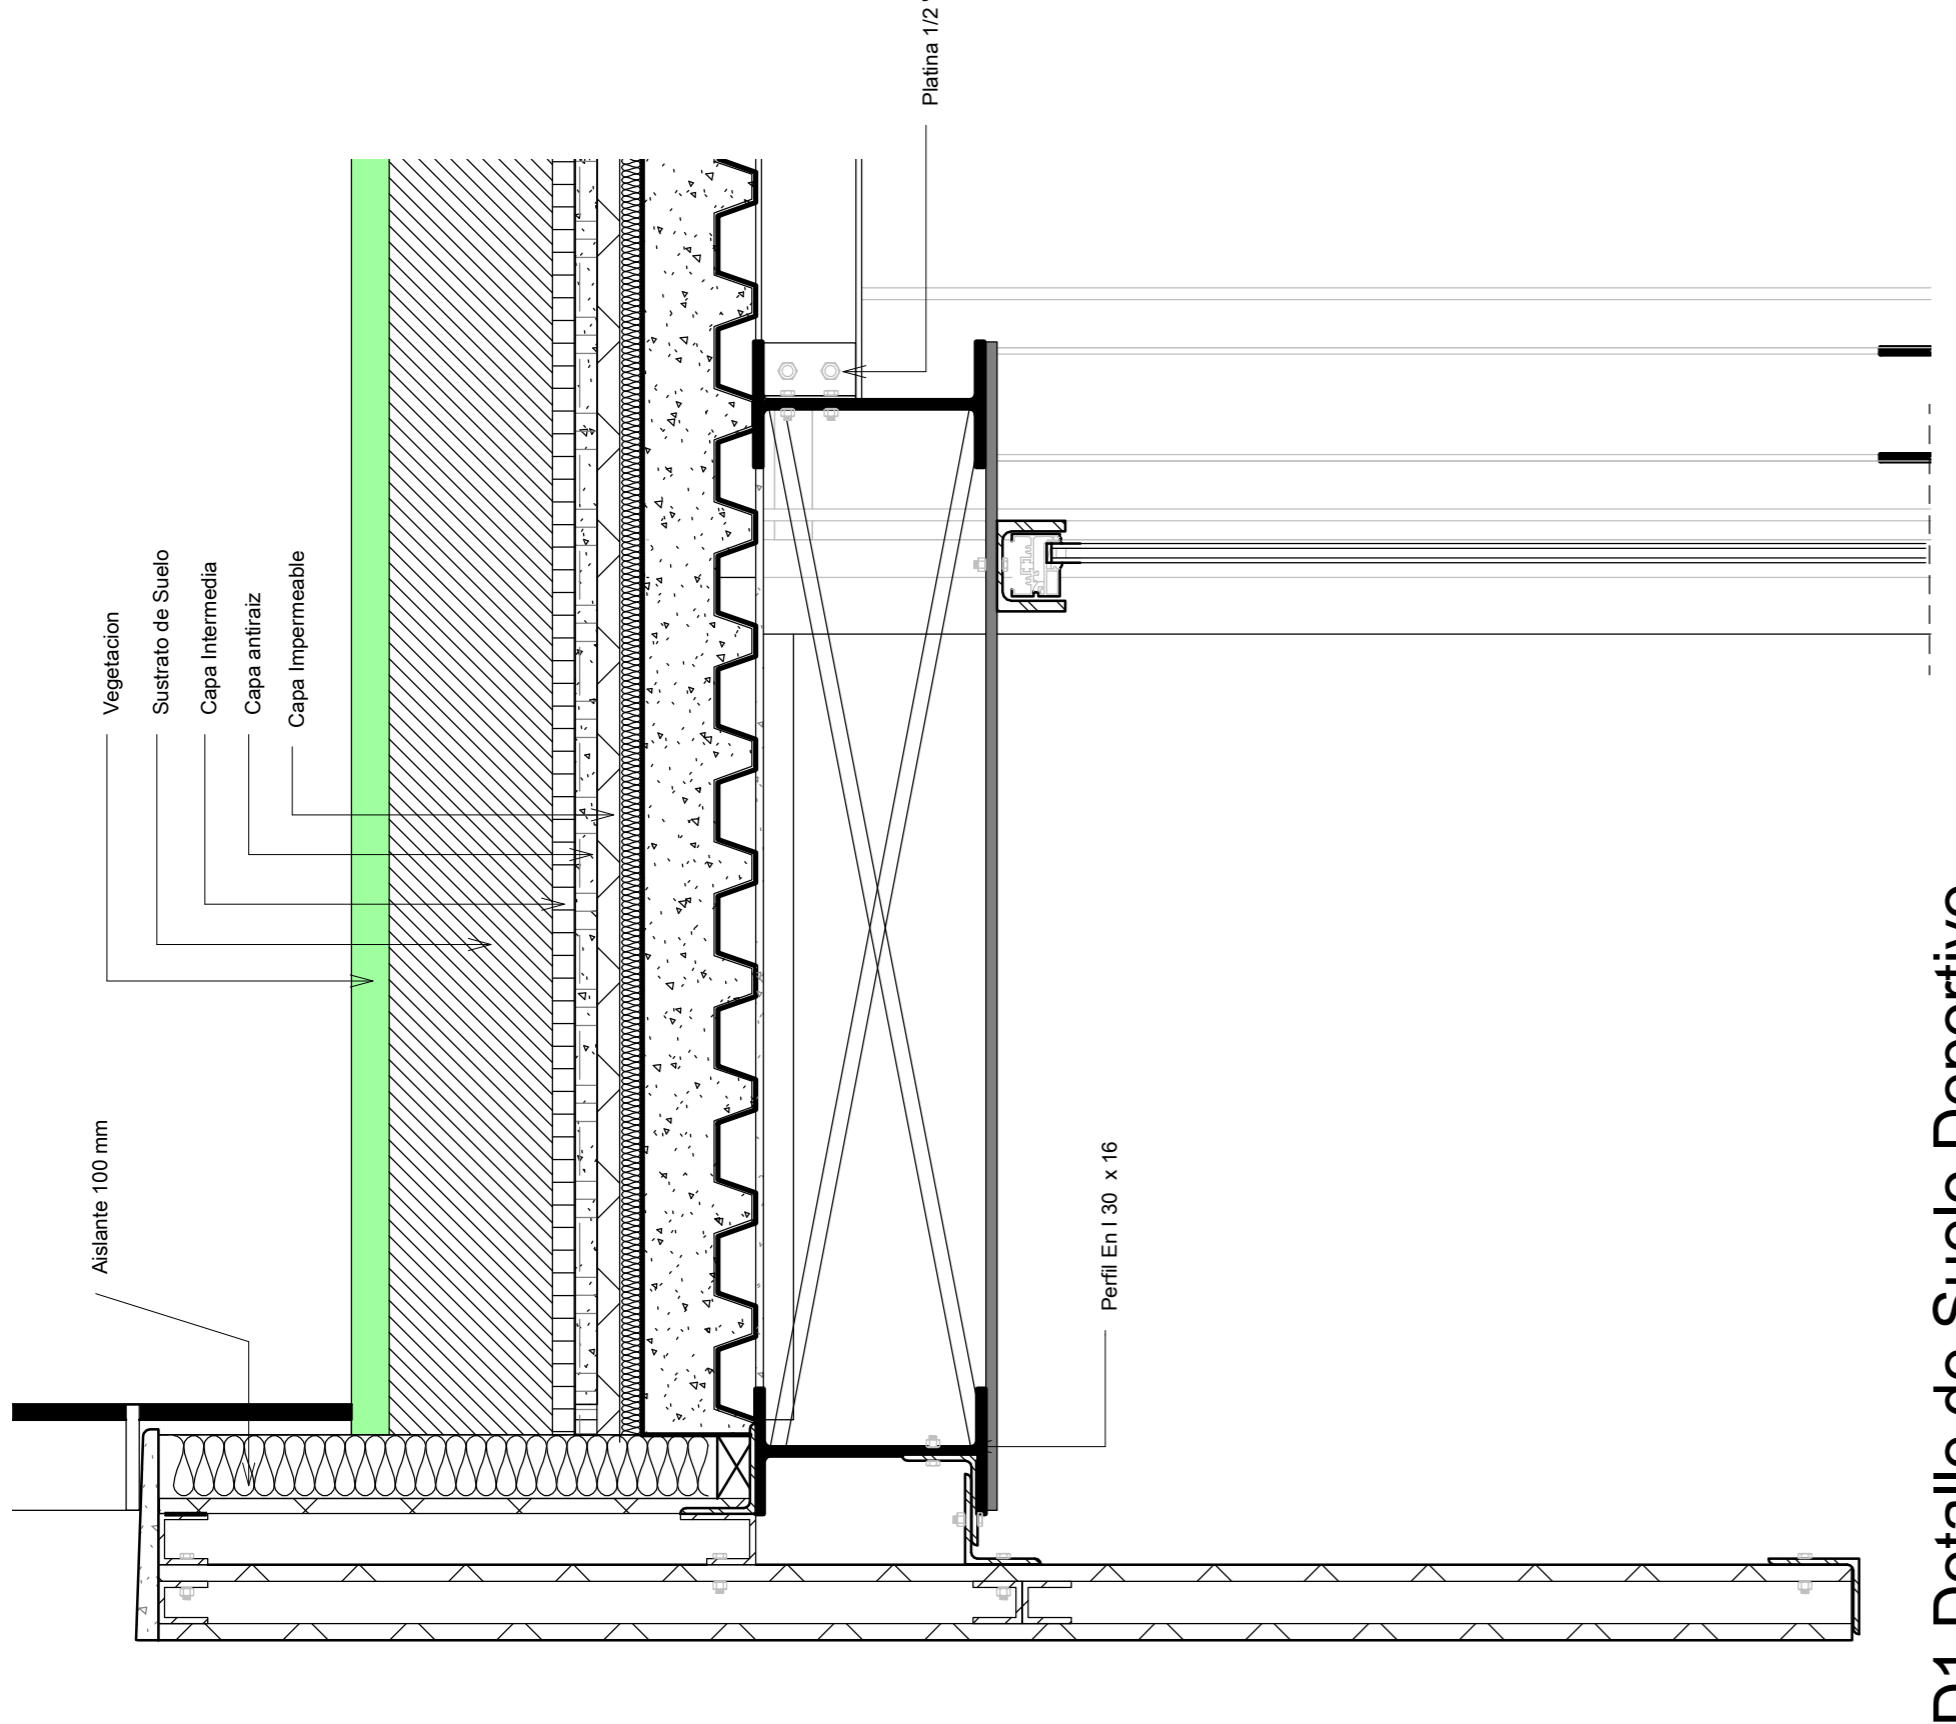 Aislante 100 mm
Vegetacion
Sustrato de Suelo
Capa Intermedia
Capa antiraiz
Capa Impermeable
Platina 1/2 "
Perfil En I 30 x 16
D1 Detalle de Suelo Deportivo